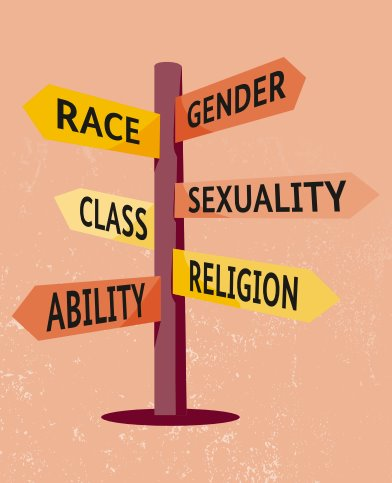 RACE
GENDER
CLASS
SEXUALITY
ABILITY
RELIGION